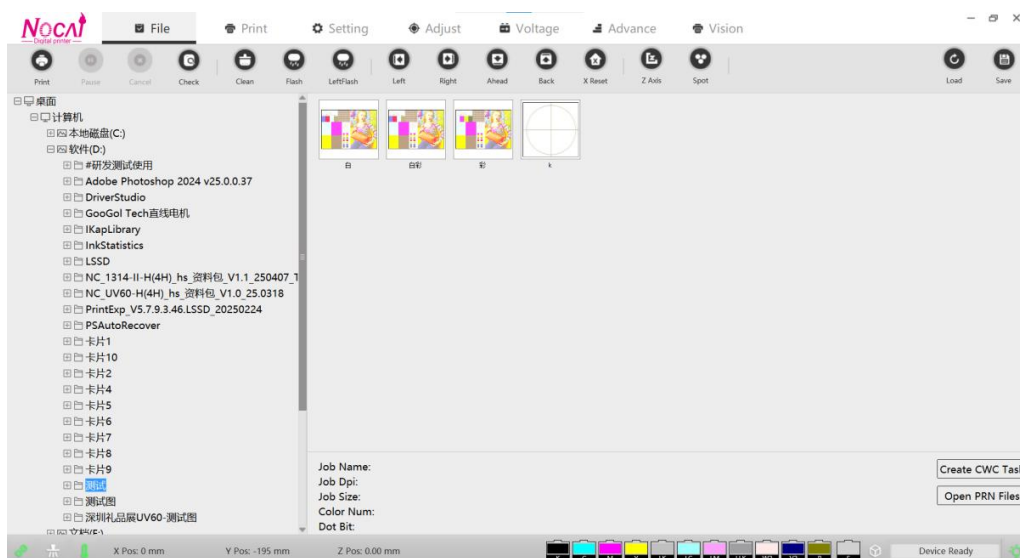 Nocai
Digital printer
File
Print
Setting
Adjust
Voltage
Advance
Vision
Print
Pause
Cancel
Check
Clean
Flash
LeftFlash
Left
Right
Ahead
Back
X Reset
Z Axis
Spot
Load
Save
桌面
计算机
本地磁盘(C:)
软件(D:)
#研发测试使用
Adobe Photoshop 2024 v25.0.0.37
DriverStudio
GooGol Tech直线电机
IKapLibrary
InkStatistics
LSSD
NC_1314-II-H(4H)_hs_资料包_V1.1_250407_T
NC_UV60-H(4H)_hs_资料包_V1.0_25.0318
PrintExp_V5.7.9.3.46.LSSD_20250224
PSAutoRecover
卡片1
卡片10
卡片2
卡片4
卡片5
卡片6
卡片7
卡片8
卡片9
测试
测试图
深圳礼品展UV60-测试图
文档(E:)
白
白彩
彩
k
Job Name:
Job Dpi:
Job Size:
Color Num:
Dot Bit:
Create CWC Tas
Open PRN Files
X Pos: 0 mm
Y Pos: -195 mm
Z Pos: 0.00 mm
Device Ready